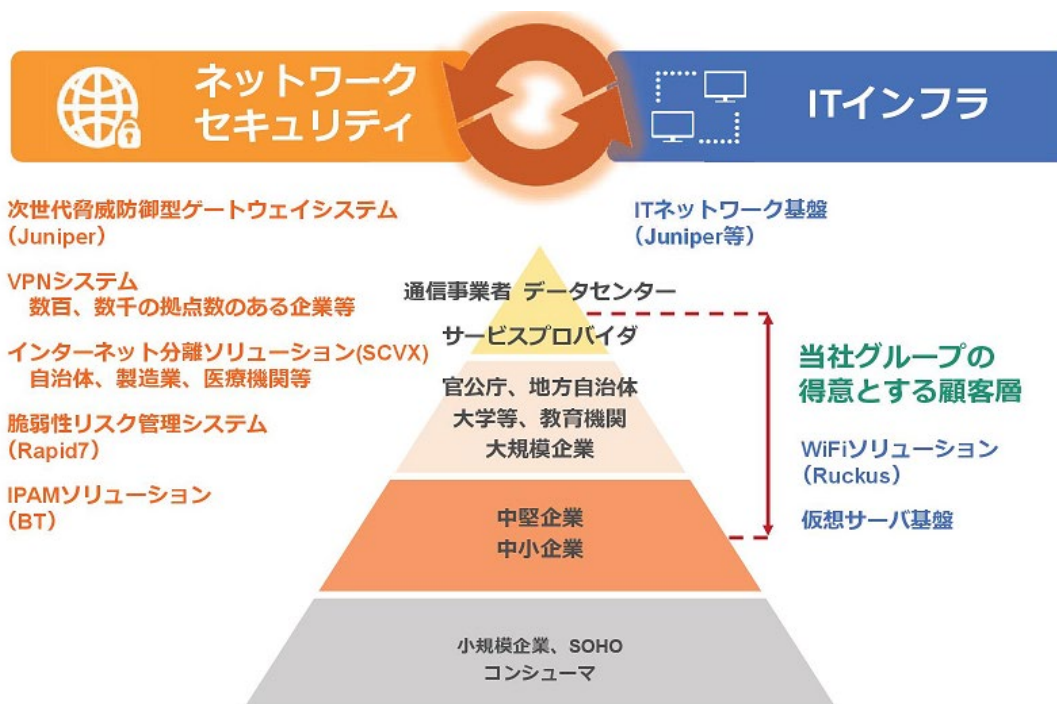 ネットワーク
セキュリティ
ITインフラ
次世代脅威防御型ゲートウェイシステム
(Juniper)
VPNシステム
数百、数千の拠点数のある企業等
インターネット分離ソリューション(SCVX)
自治体、製造業、医療機関等
脆弱性リスク管理システム
(Rapid7)
IPAMソリューション
(BT)
通信事業者 データセンター
サービスプロバイダ
官公庁、地方自治体
大学等、教育機関
大規模企業
中堅企業
中小企業
小規模企業、SOHO
コンシューマ
ITネットワーク基盤
(Juniper等)
当社グループの
得意とする顧客層
WiFiソリューション
(Ruckus)
仮想サーバ基盤